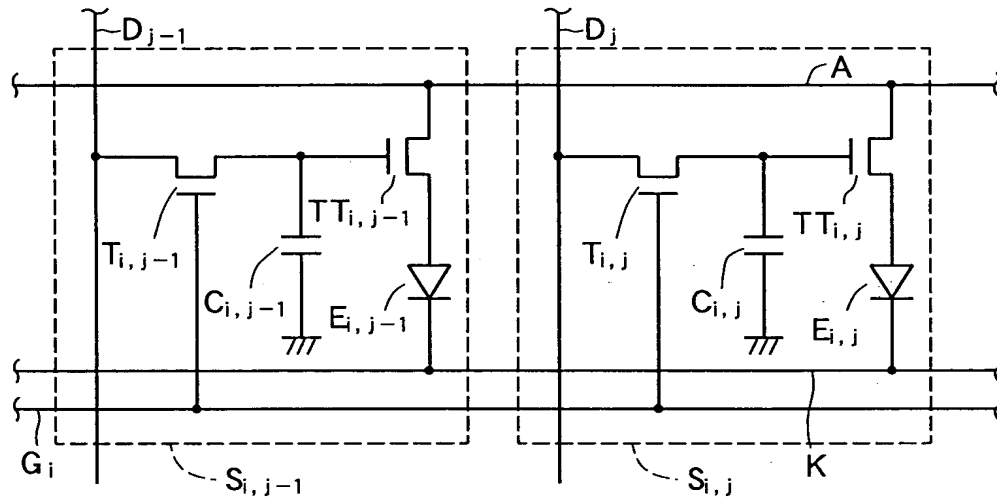 D j−1
D j
A
TT i, j−1
TT i, j
T i, j−1
T i, j
C i, j−1
C i, j
E i, j−1
E i, j
G i
K
S i, j−1
S i, j